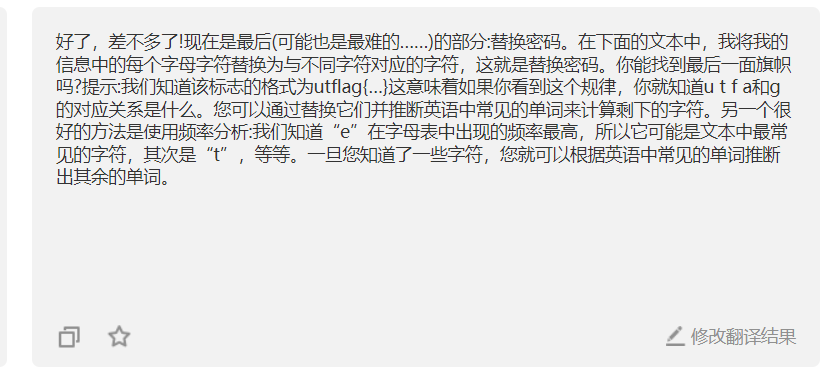 好了，差不多了!现在是最后(可能也是最难的......)的部分:替换密码。在下面的文本中，我将我的
信息中的每个字母字符替换为与不同字符对应的字符，这就是替换密码。你能找到最后一面旗帜
吗?提示:我们知道该标志的格式为utflag{...}这意味着如果你看到这个规律，你就知道u t f a和g
的对应关系是什么。您可以通过替换它们并推断英语中常见的单词来计算剩下的字符。另一个很
好的方法是使用频率分析:我们知道“e”在字母表中出现的频率最高，所以它可能是文本中最常
见的字符，其次是“t”，等等。一旦您知道了一些字符，您就可以根据英语中常见的单词推断
出其余的单词。
修改翻译结果